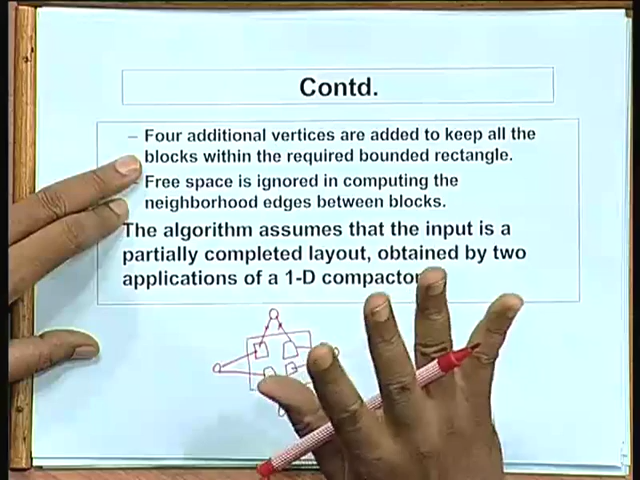 Contd.
– Four additional vertices are added to keep all the
blocks within the required bounded rectangle.
Free space is ignored in computing the
neighborhood edges between blocks.
The algorithm assumes that the input is a
partially completed layout, obtained by two
applications of a 1-D compactor